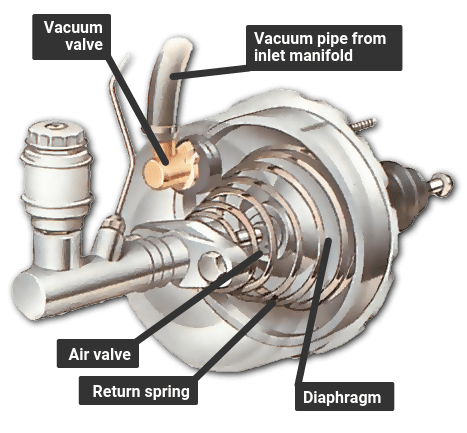 Vacuum
valve
Vacuum pipe from
inlet manifold
Air valve
Return spring
Diaphragm